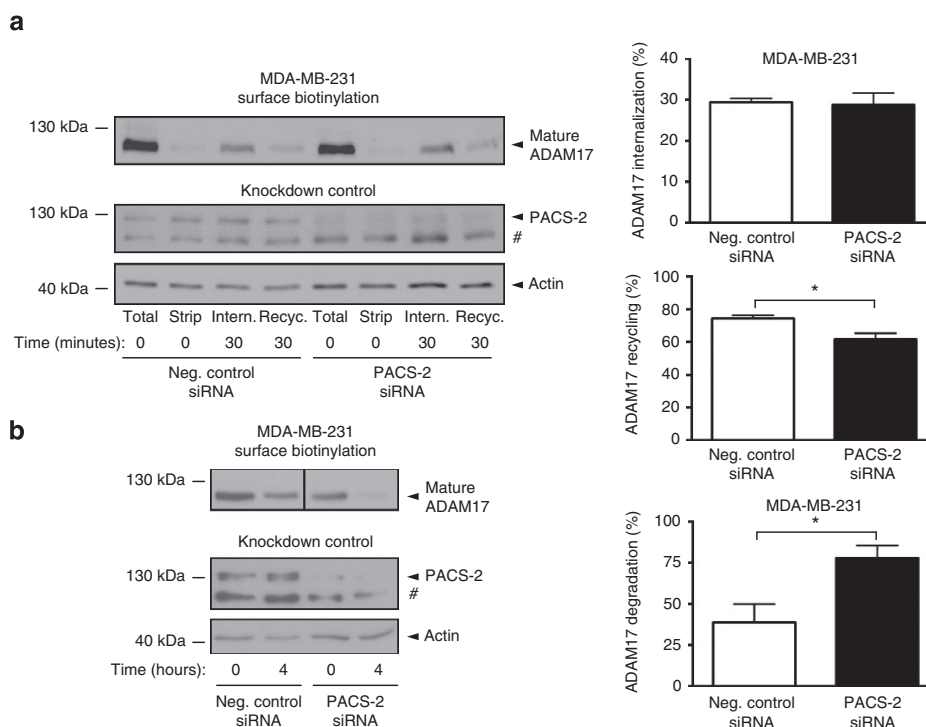 a
MDA-MB-231
surface biotinylation
130 kDa
Mature
ADAM17
Knockdown control
130 kDa
PACS-2
#
40 kDa
Actin
Total Strip Intern. Recyc. Total Strip Intern. Recyc.
Time (minutes): 0 0 30 30 0 0 30 30
Neg. control
siRNA
PACS-2
siRNA
MDA-MB-231
ADAM17 internalization (%)
40
30
20
10
0
Neg. control
siRNA
PACS-2
siRNA
ADAM17 recycling (%)
100
80
60
40
20
0
*
Neg. control
siRNA
PACS-2
siRNA
b
MDA-MB-231
surface biotinylation
130 kDa
Mature
ADAM17
Knockdown control
130 kDa
PACS-2
#
40 kDa
Actin
Time (hours): 0 4 0 4
Neg. control
siRNA
PACS-2
siRNA
MDA-MB-231
ADAM17 degradation (%)
100
75
50
25
0
*
Neg. control
siRNA
PACS-2
siRNA